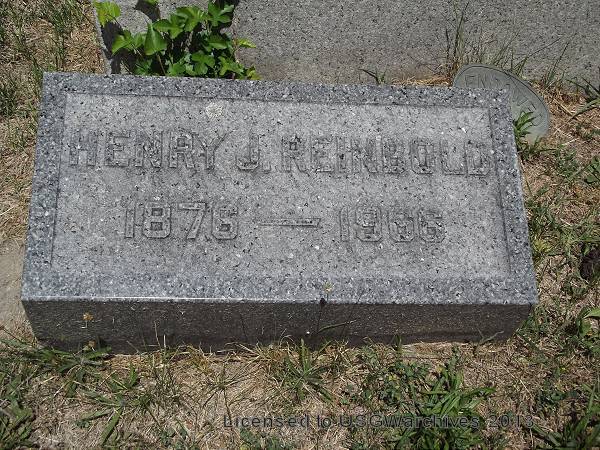 HENRY J. REINBOLD
1876 — 1966
Licensed to USGWarchives 2013